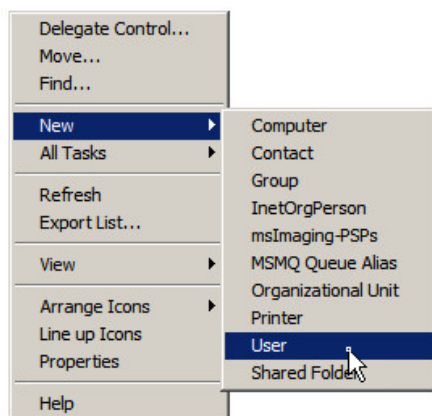 Delegate Control...
Move...
Find...
New
All Tasks
Refresh
Export List...
View
Arrange Icons
Line up Icons
Properties
Help
Computer
Contact
Group
InetOrgPerson
msImaging-PSPs
MSMQ Queue Alias
Organizational Unit
Printer
User
Shared Folder